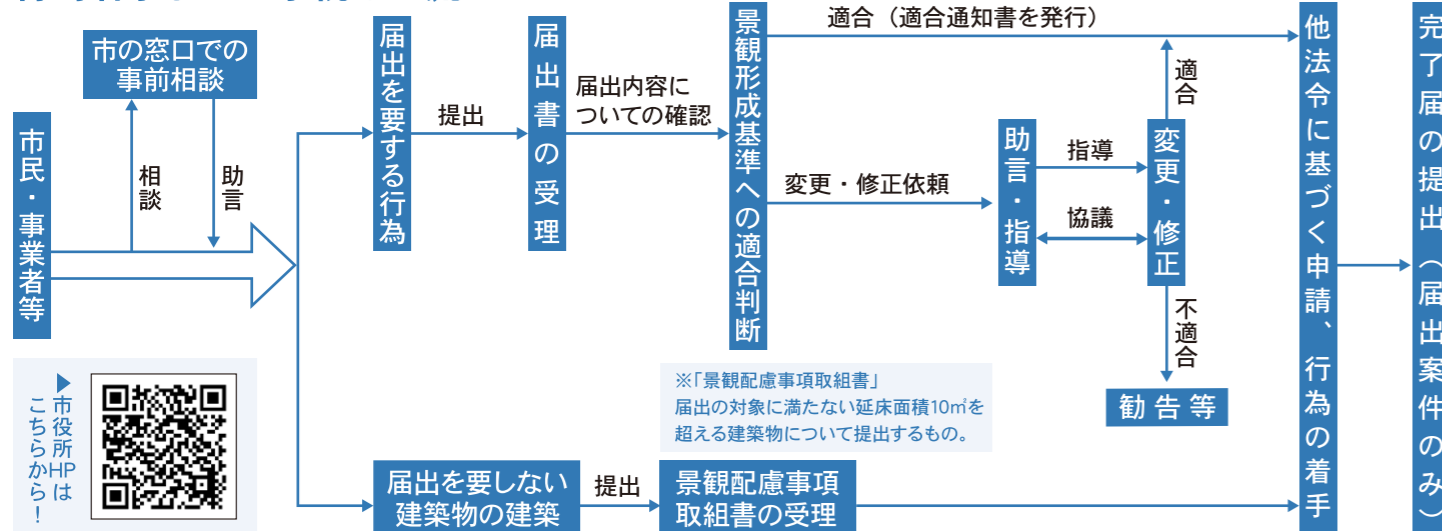 市の窓口での
事前相談
市民・事業者等
相談
助言
届出を要する行為
提出
届出書の受理
届出内容に
ついての確認
景観形成基準への適合判断
適合（適合通知書を発行）
変更・修正依頼
助言・指導
指導
協議
変更・修正
適合
不適合
勧告等
他法令に基づく申請、行為の着手
完了届の提出（届出案件のみ）
▶市役所HPは
こちらから！
※「景観配慮事項取組書」
届出の対象に満たない延床面積10㎡を
超える建築物について提出するもの。
届出を要しない
建築物の建築
提出
景観配慮事項
取組書の受理